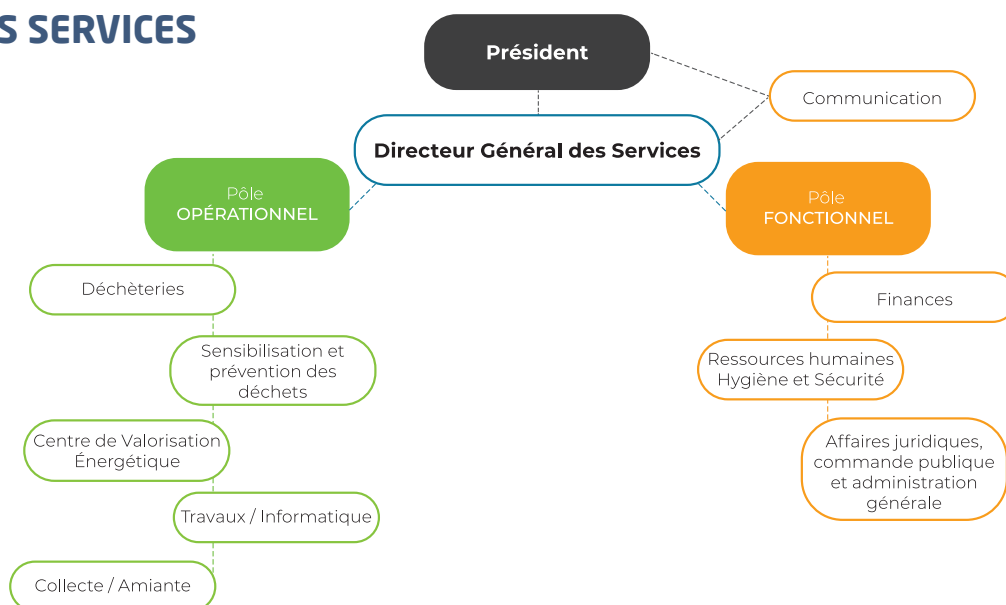 S SERVICES
Président
Communication
Directeur Général des Services
Pôle
OPÉRATIONNEL
Pôle
FONCTIONNEL
Déchèteries
Sensibilisation et
prévention des
déchets
Centre de Valorisation
Énergétique
Travaux / Informatique
Collecte / Amiante
Finances
Ressources humaines
Hygiène et Sécurité
Affaires juridiques,
commande publique
et administration
générale